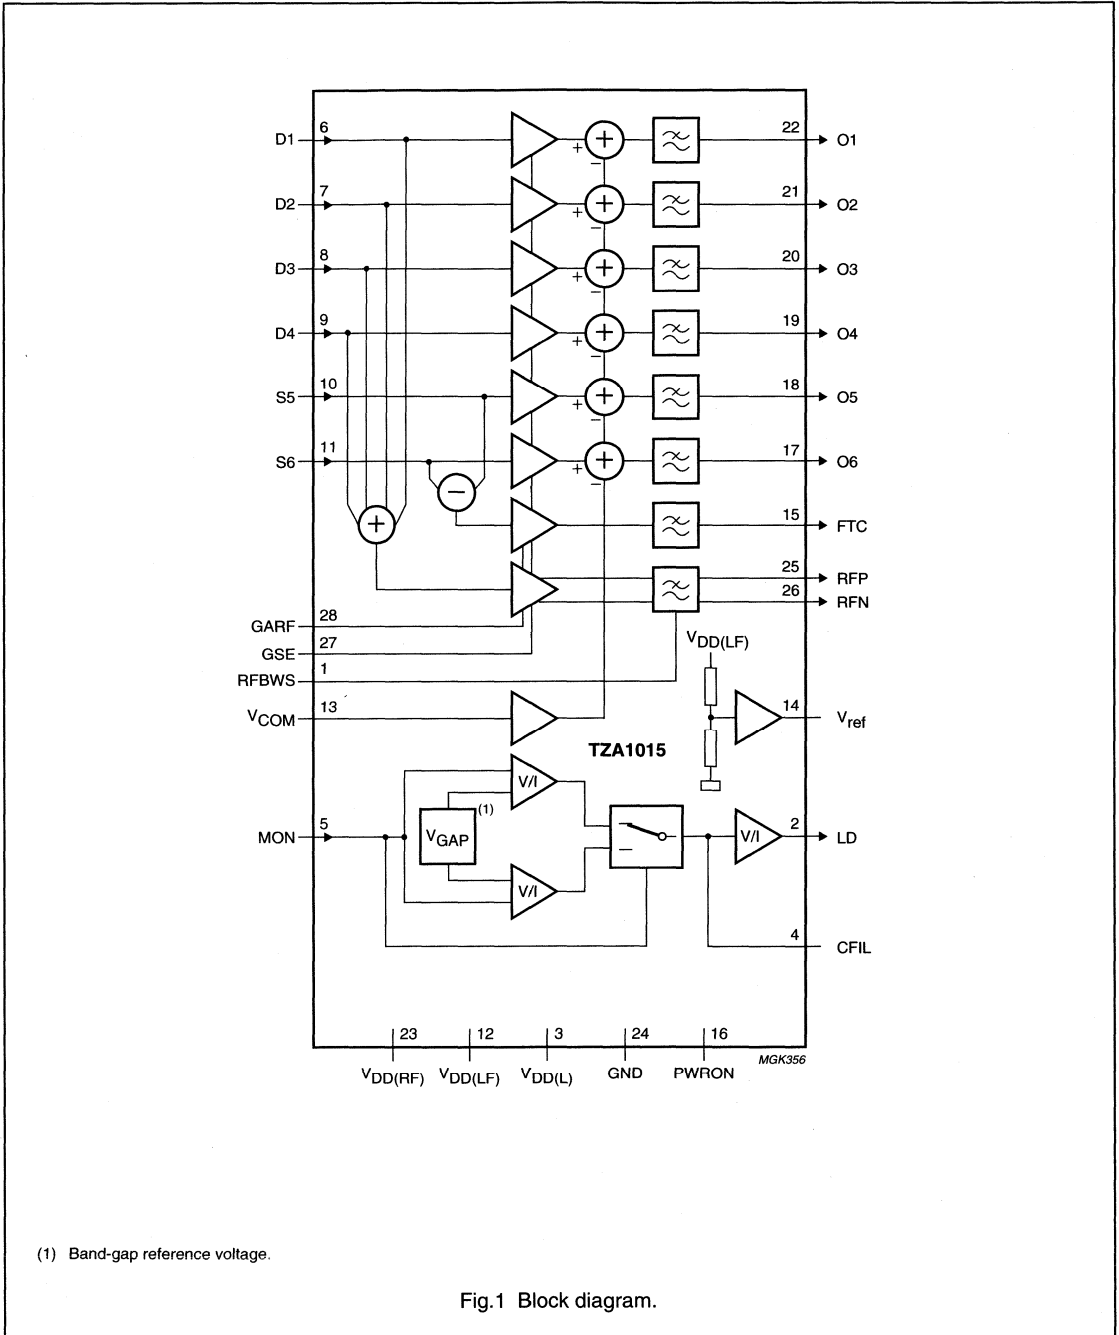 D1 6 + + − 22 O1
D2 7 + + − 21 O2
D3 8 + + − 20 O3
D4 9 + + − 19 O4
S5 10 + + − 18 O5
S6 11 + + − 17 O6
−
+ 15 FTC
25 RFP
26 RFN
GARF 28
GSE 27
VDD(LF)
RFBWS 1
VCOM 13 14 Vref
TZA1015
V/I
(1)
MON 5 VGAP V/I 2 LD
V/I
4 CFIL
23 12 3 24 16
MGK356
VDD(RF) VDD(LF) VDD(L) GND PWRON
(1) Band-gap reference voltage.
Fig.1 Block diagram.